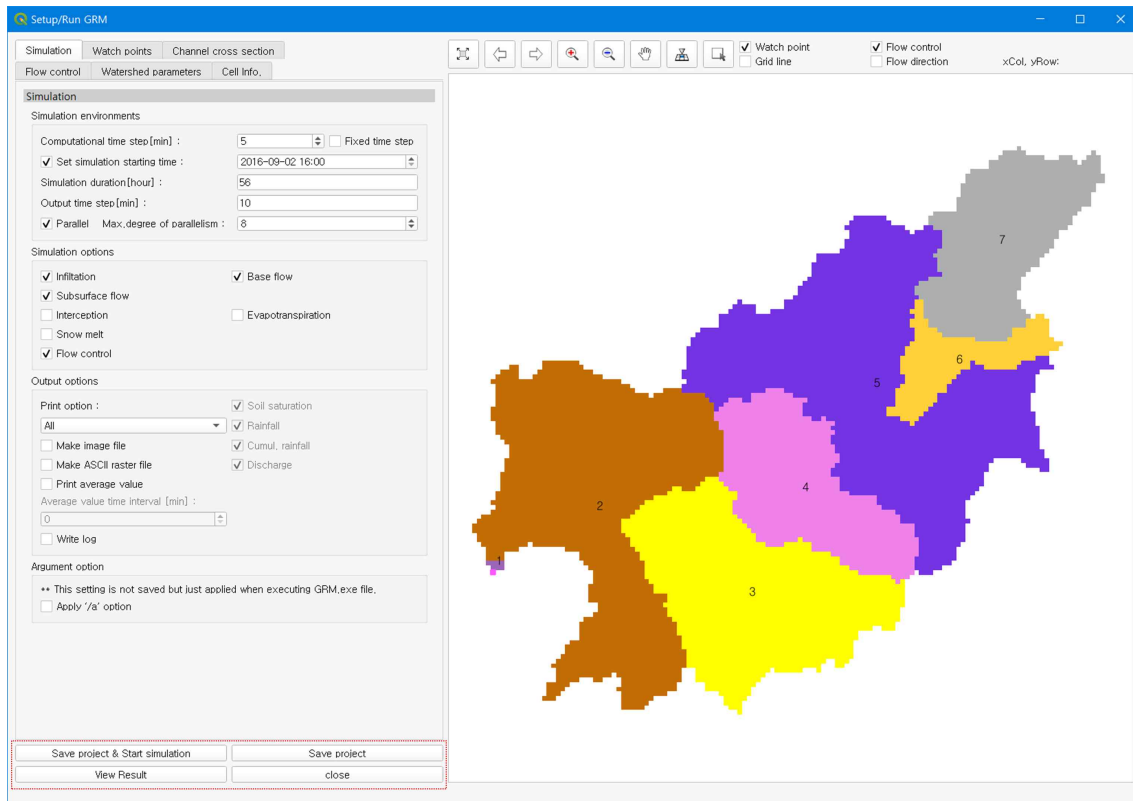 Setup/Run GRM
Simulation Watch points Channel cross section
Flow control Watershed parameters Cell Info.
Watch point Flow control
Grid line Flow direction xCol, yRow:
Simulation
Simulation environments
Computational time step[min] : 5 Fixed time step
Set simulation starting time : 2016-09-02 16:00
Simulation duration[hour] : 56
Output time step[min] : 10
Parallel Max.degree of parallelism : 8
Simulation options
Infiltation Base flow
Subsurface flow
Interception Evapotranspiration
Snow melt
Flow control
Output options
Print option : Soil saturation
All Rainfall
Make image file Cumul. rainfall
Make ASCII raster file Discharge
Print average value
Average value time interval [min] :
0
Write log
Argument option
** This setting is not saved but just applied when executing GRM.exe file.
Apply '/a' option
Save project & Start simulation Save project
View Result close
7
6
5
4
2
1
3